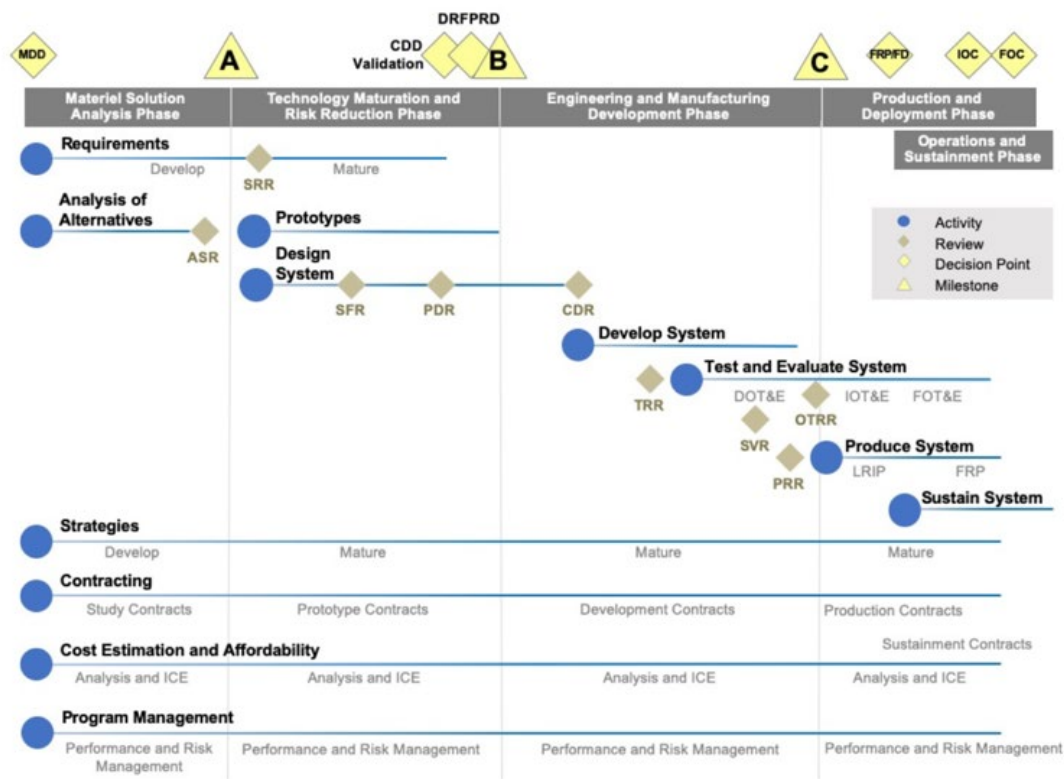 DRFPRD
MDD
A
CDD
Validation
B
C
FRP/FD
IOC
FOC
Materiel Solution
Analysis Phase
Technology Maturation and
Risk Reduction Phase
Engineering and Manufacturing
Development Phase
Production and
Deployment Phase
Operations and
Sustainment Phase
Requirements
Develop
SRR
Mature
Analysis of
Alternatives
ASR
Prototypes
Design
System
SFR
PDR
CDR
Activity
Review
Decision Point
Milestone
Develop System
Test and Evaluate System
TRR
DOT&E
OTRR
IOT&E
FOT&E
SVR
PRR
Produce System
LRIP
FRP
Sustain System
Strategies
Develop
Mature
Mature
Mature
Contracting
Study Contracts
Prototype Contracts
Development Contracts
Production Contracts
Sustainment Contracts
Cost Estimation and Affordability
Analysis and ICE
Analysis and ICE
Analysis and ICE
Analysis and ICE
Program Management
Performance and Risk
Management
Performance and Risk Management
Performance and Risk Management
Performance and Risk Management